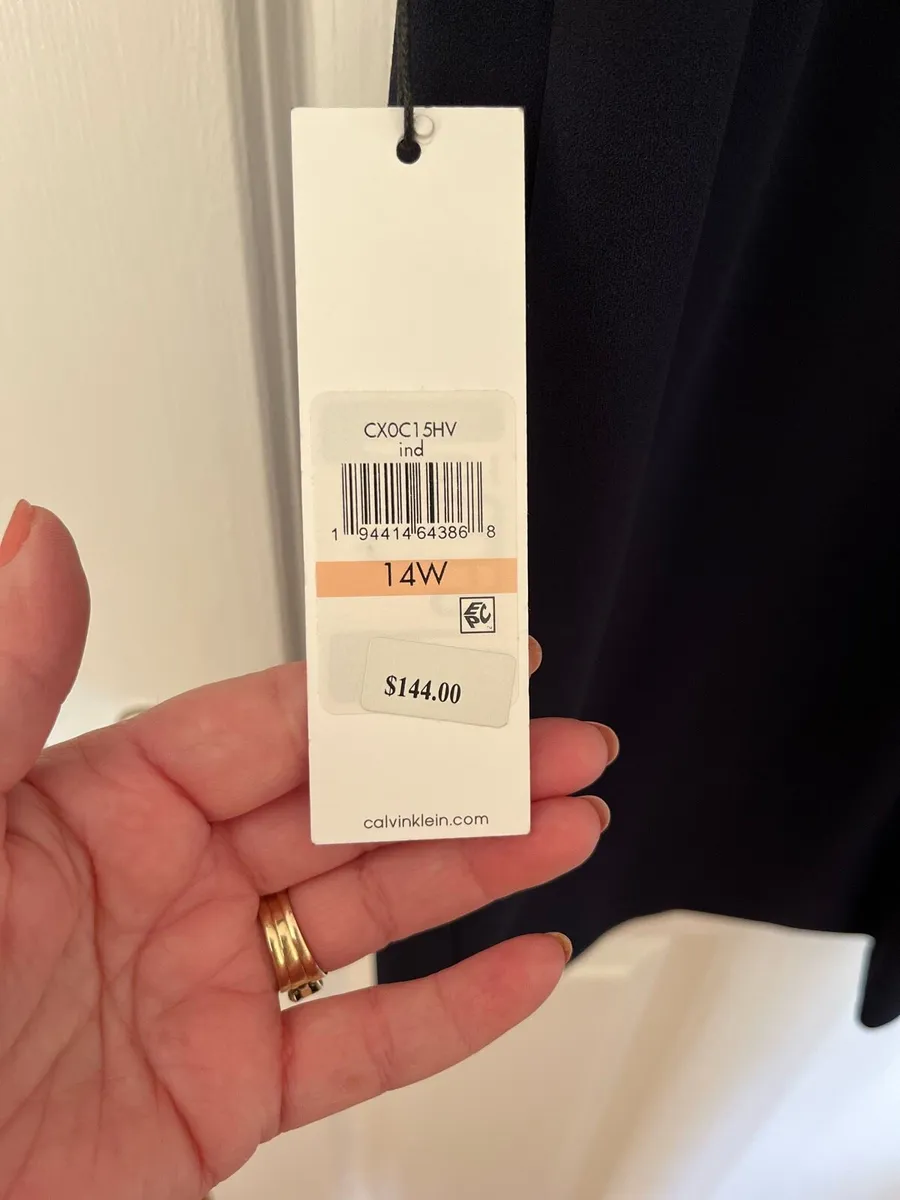 CX0C15HV
ind
1 94414 64386 8
14W
EPC
$144.00
calvinklein.com